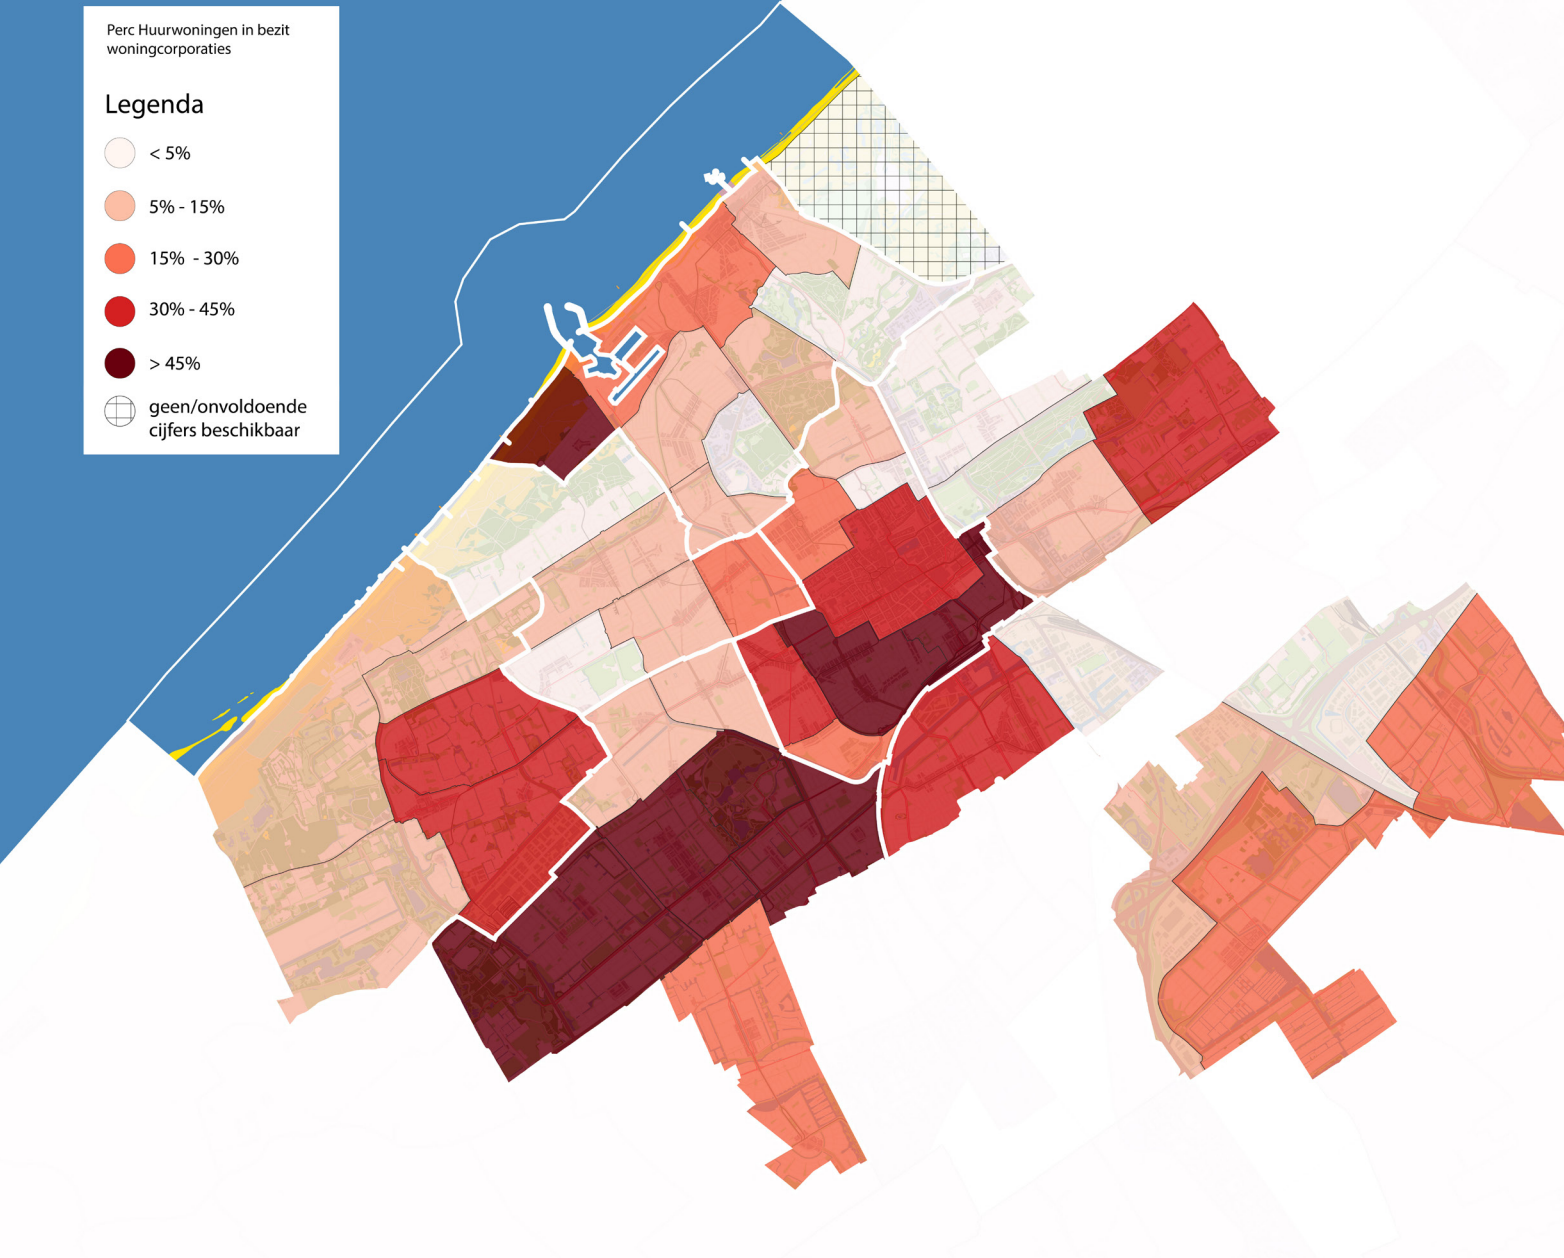 Perc Huurwoningen in bezit
woningcorporaties
Legenda
< 5%
5% - 15%
15%  - 30%
30% - 45%
> 45%
geen/onvoldoende
cijfers beschikbaar